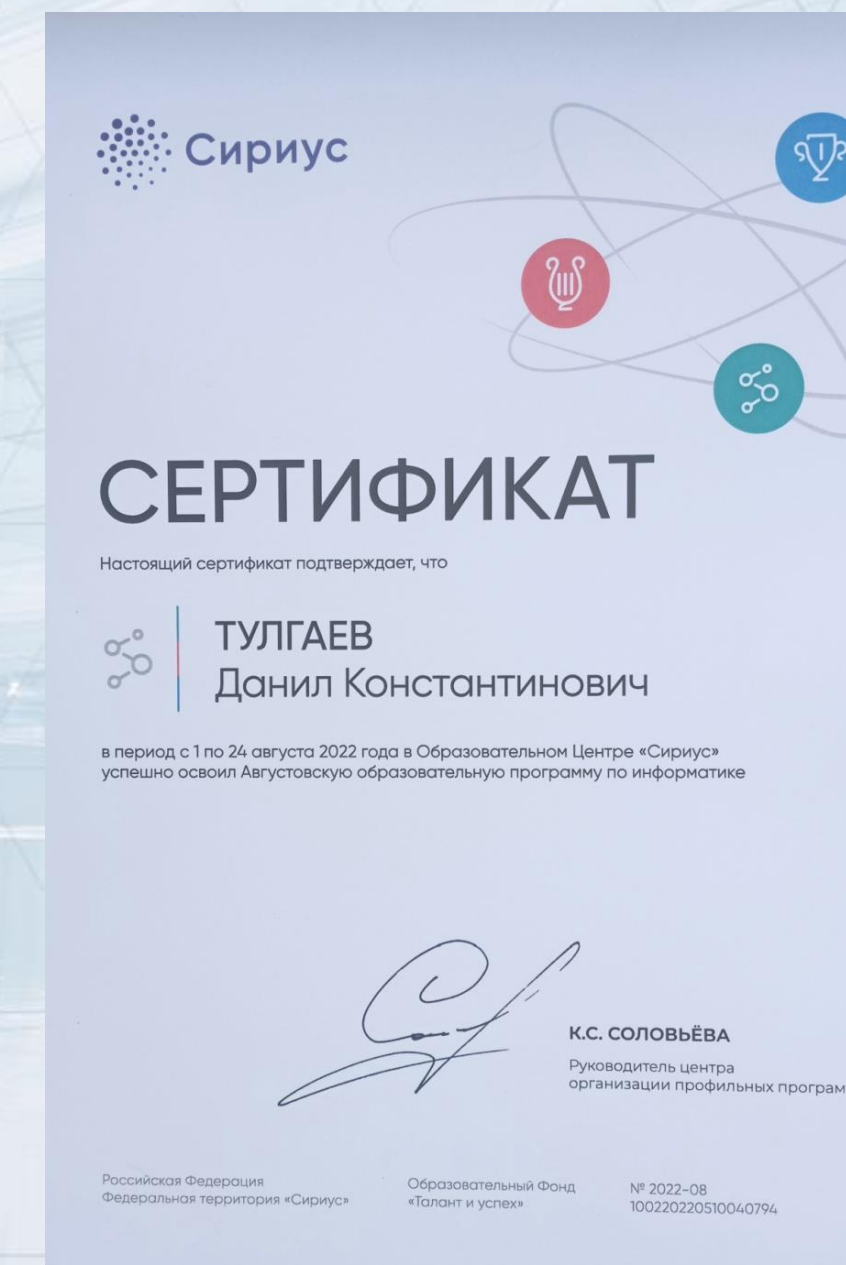 Сириус
СЕРТИФИКАТ
Настоящий сертификат подтверждает, что
ТУЛГАЕВ
Данил Константинович
в период с 1 по 24 августа 2022 года в Образовательном Центре «Сириус»
успешно освоил Августовскую образовательную программу по информатике
К.С. СОЛОВЬЁВА
Руководитель центра
организации профильных програм
Российская Федерация
Федеральная территория «Сириус»
Образовательный Фонд
«Талант и успех»
№ 2022-08
100220220510040794